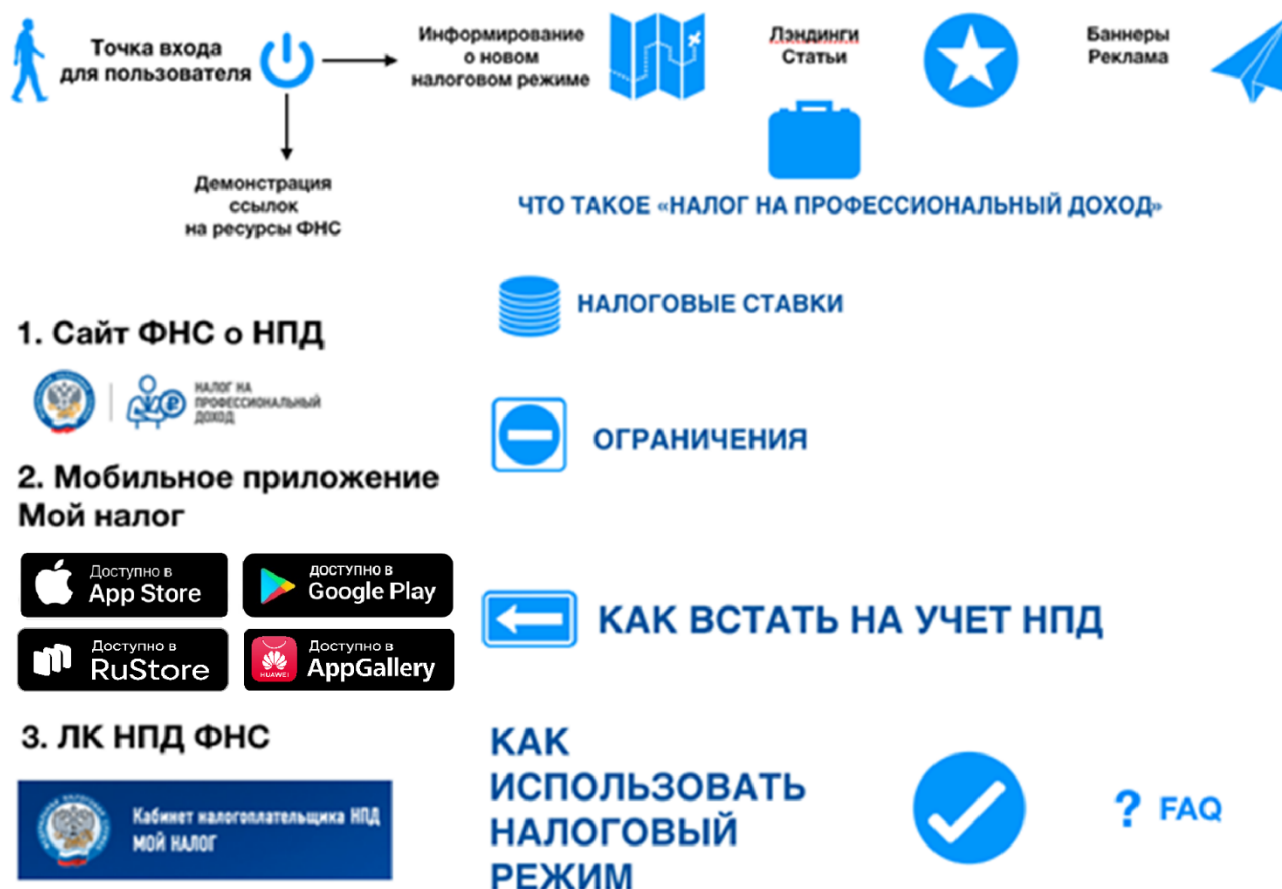 Точка входа
для пользователя
Информирование
о новом
налоговом режиме
Лэндинги
Статьи
Баннеры
Реклама
Демонстрация
ссылок
на ресурсы ФНС
ЧТО ТАКОЕ «НАЛОГ НА ПРОФЕССИОНАЛЬНЫЙ ДОХОД»
НАЛОГОВЫЕ СТАВКИ
1. Сайт ФНС о НПД
НАЛОГ НА
ПРОФЕССИОНАЛЬНЫЙ
ДОХОД
ОГРАНИЧЕНИЯ
2. Мобильное приложение
Мой налог
Доступно в
App Store
ДОСТУПНО В
Google Play
Доступно в
RuStore
HUAWEI
Доступно в
AppGallery
КАК ВСТАТЬ НА УЧЕТ НПД
3. ЛК НПД ФНС
Кабинет налогоплательщика НПД
МОЙ НАЛОГ
КАК
ИСПОЛЬЗОВАТЬ
НАЛОГОВЫЙ
РЕЖИМ
? FAQ